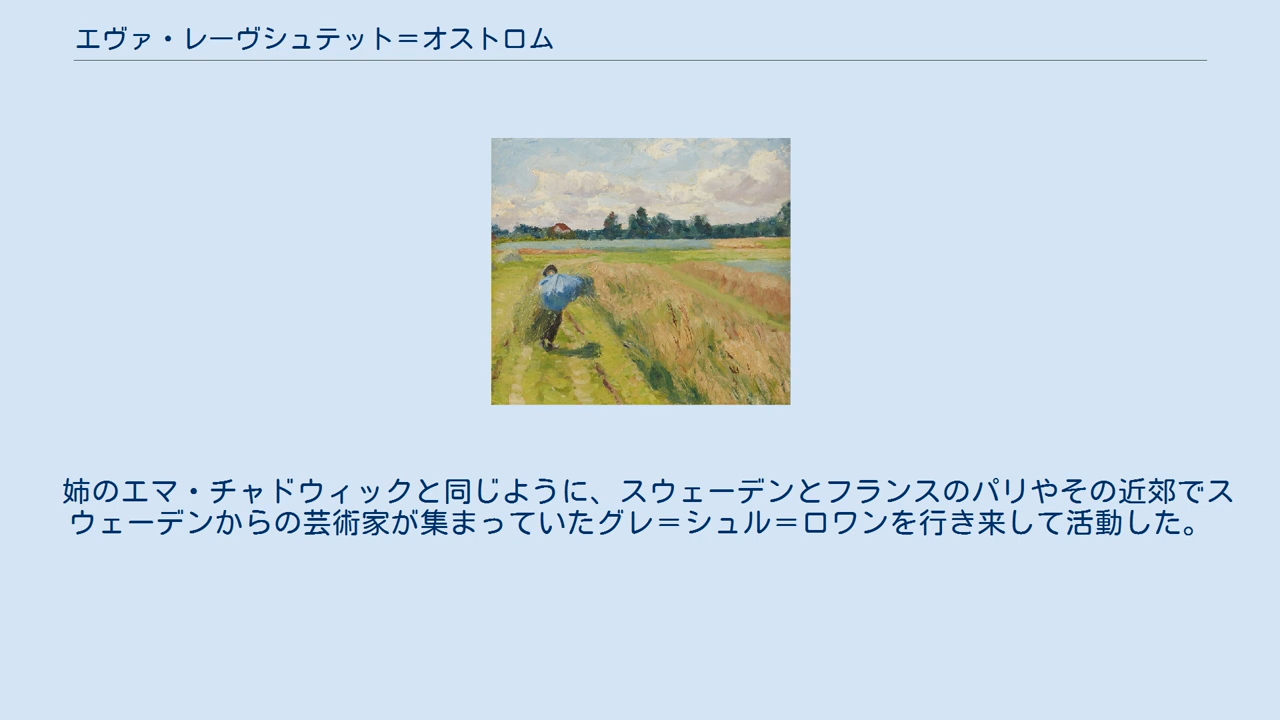 エヴァ・レーヴシュテット＝オストロム
姉のエマ・チャドウィックと同じように、スウェーデンとフランスのパリやその近郊でス
ウェーデンからの芸術家が集まっていたグレ＝シュル＝ロワンを行き来して活動した。